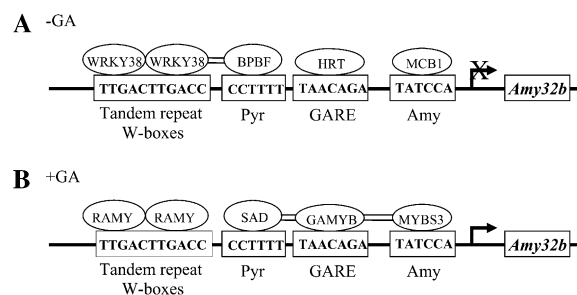 A -GA
WRKY38 WRKY38 BPBF HRT MCB1
X
TTGACTTGACC CCTTTT TAACAGA TATCCA Amy32b
Tandem repeat Pyr GARE Amy
W-boxes
B +GA
RAMY RAMY SAD GAMYB MYBS3
TTGACTTGACC CCTTTT TAACAGA TATCCA Amy32b
Tandem repeat Pyr GARE Amy
W-boxes